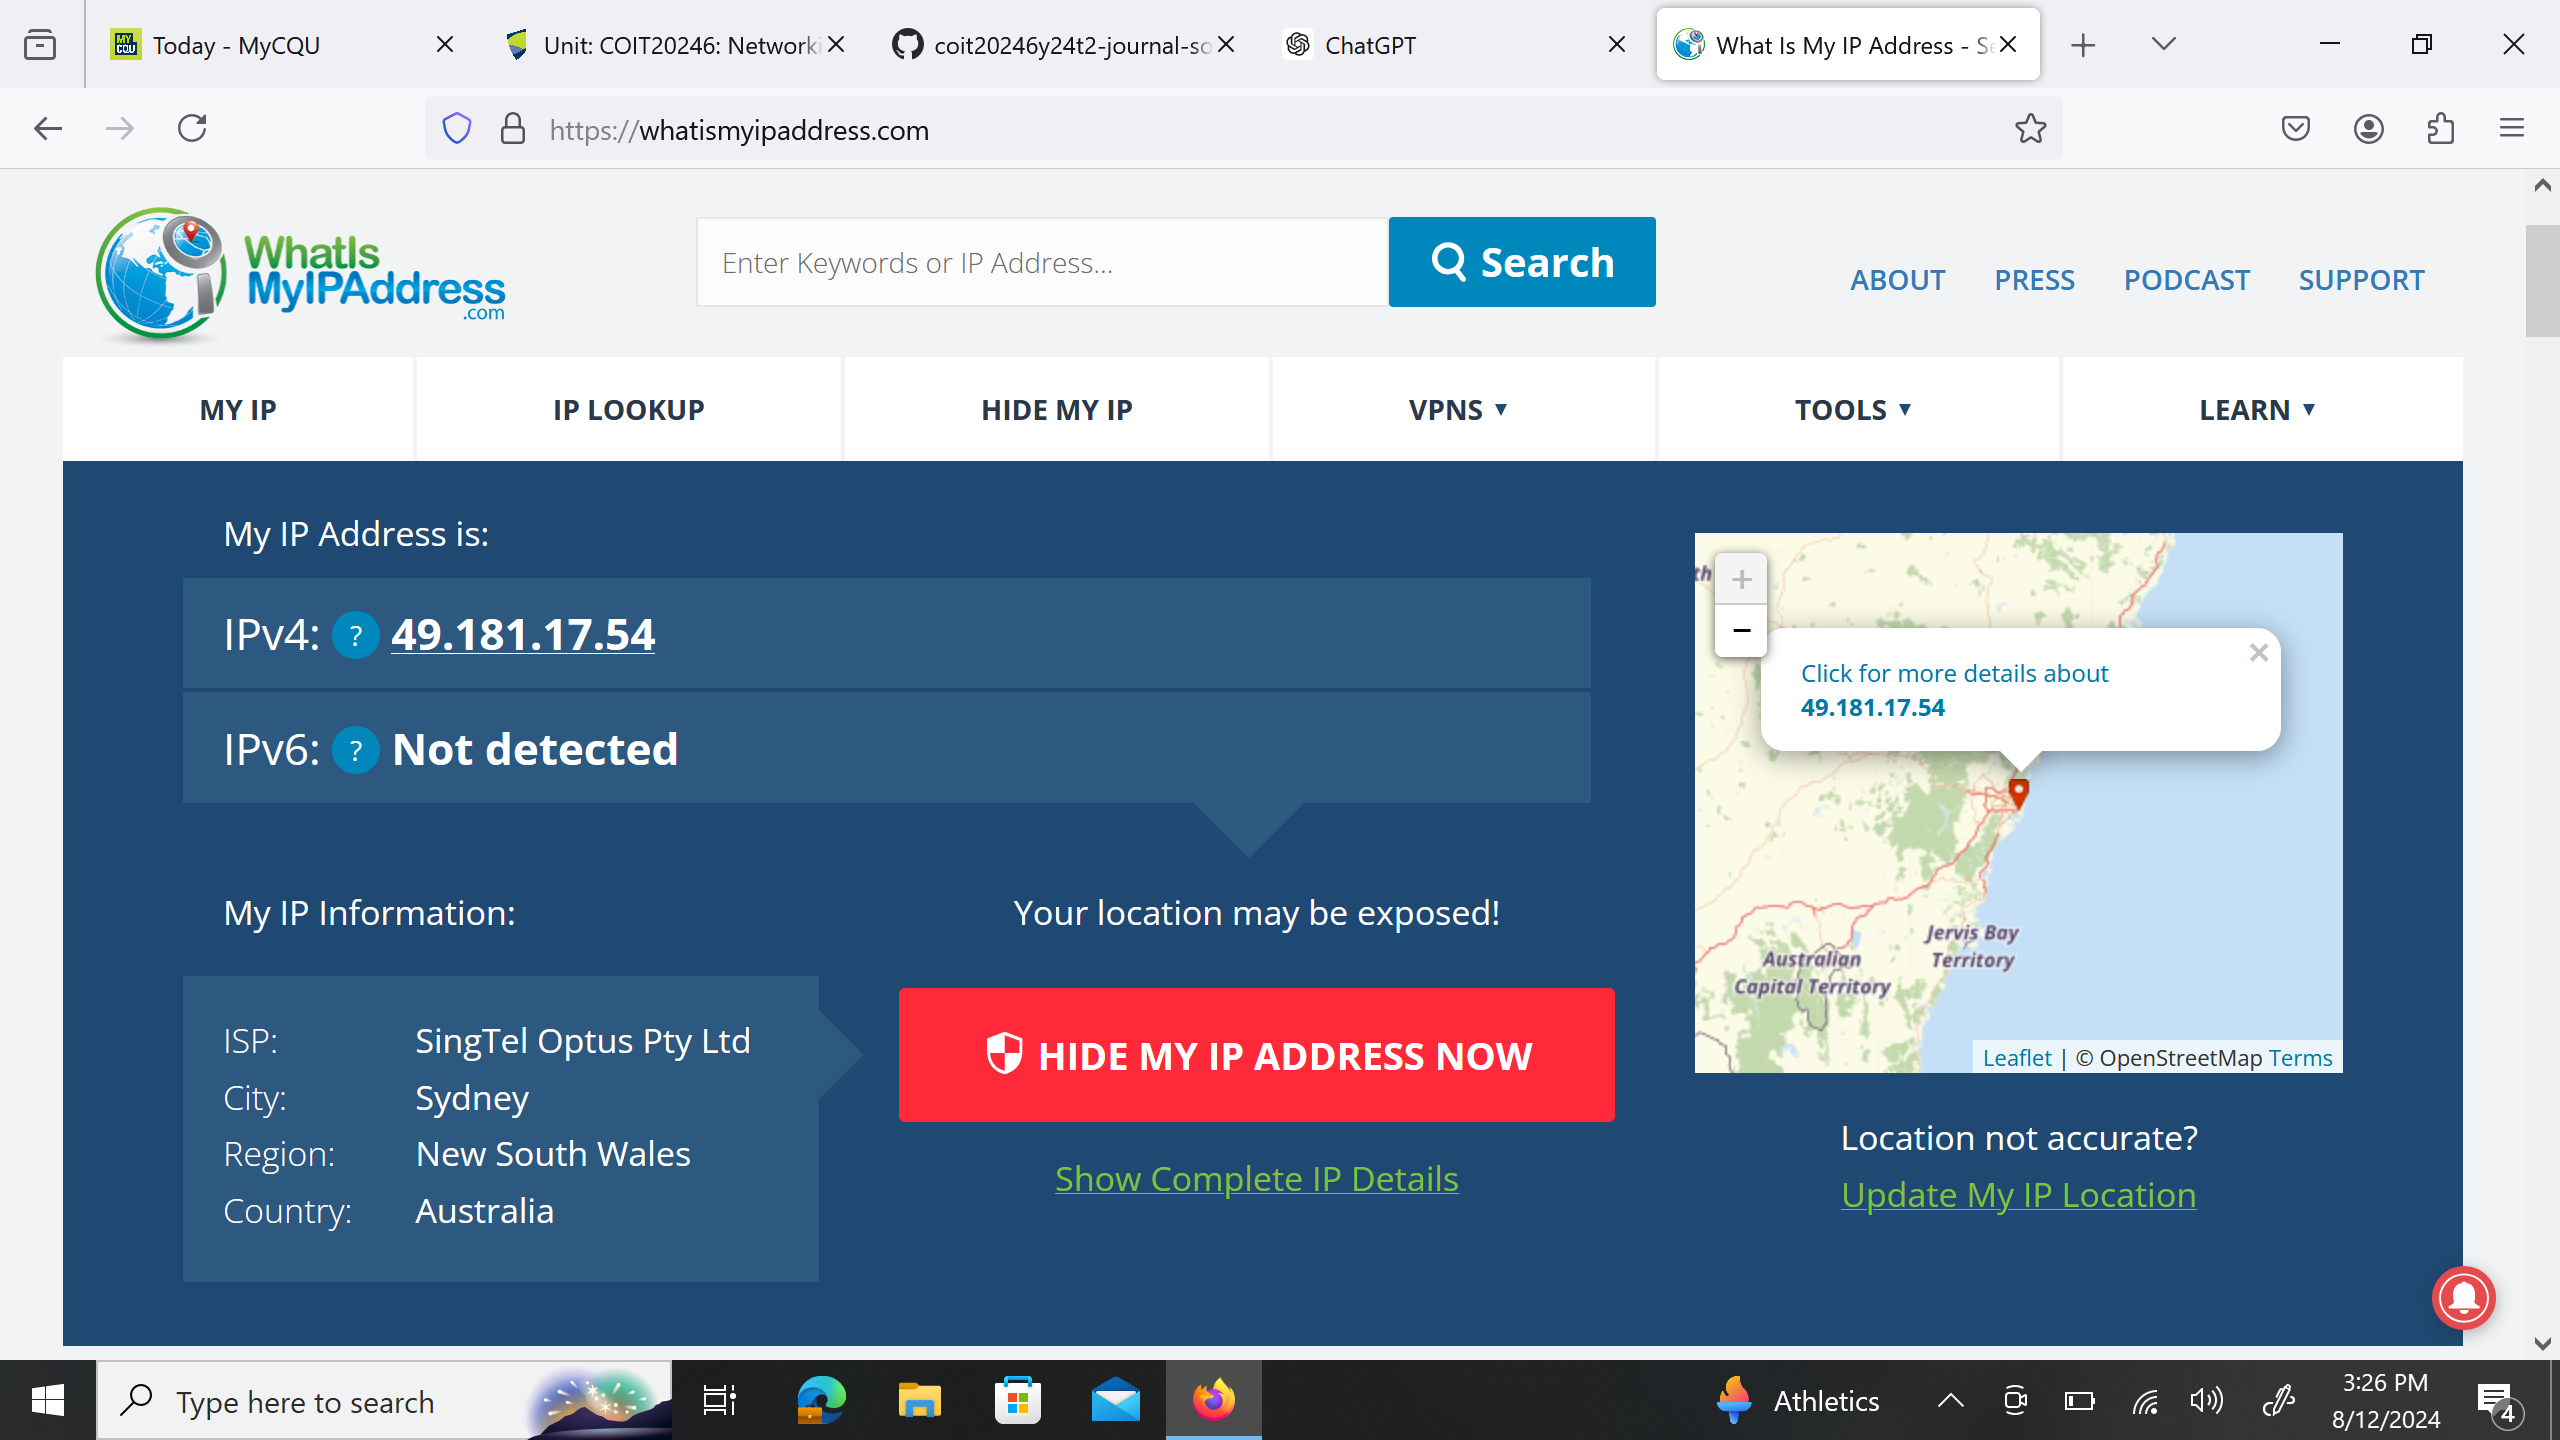 Today - MyCQU
Unit: COIT20246: Networki
coit20246y24t2-journal-so
ChatGPT
What Is My IP Address - Se
https://whatismyipaddress.com
WhatIs
MyIPAddress
.com
Enter Keywords or IP Address...
Search
ABOUT
PRESS
PODCAST
SUPPORT
MY IP
IP LOOKUP
HIDE MY IP
VPNS
TOOLS
LEARN
My IP Address is:
IPv4: ? 49.181.17.54
IPv6: ? Not detected
My IP Information:
Your location may be exposed!
ISP: SingTel Optus Pty Ltd
City: Sydney
Region: New South Wales
Country: Australia
HIDE MY IP ADDRESS NOW
Show Complete IP Details
th
+
−
Click for more details about
49.181.17.54
Jervis Bay
Territory
Australian
Capital Territory
Leaflet | © OpenStreetMap Terms
Location not accurate?
Update My IP Location
Type here to search
Athletics
3:26 PM
8/12/2024
4